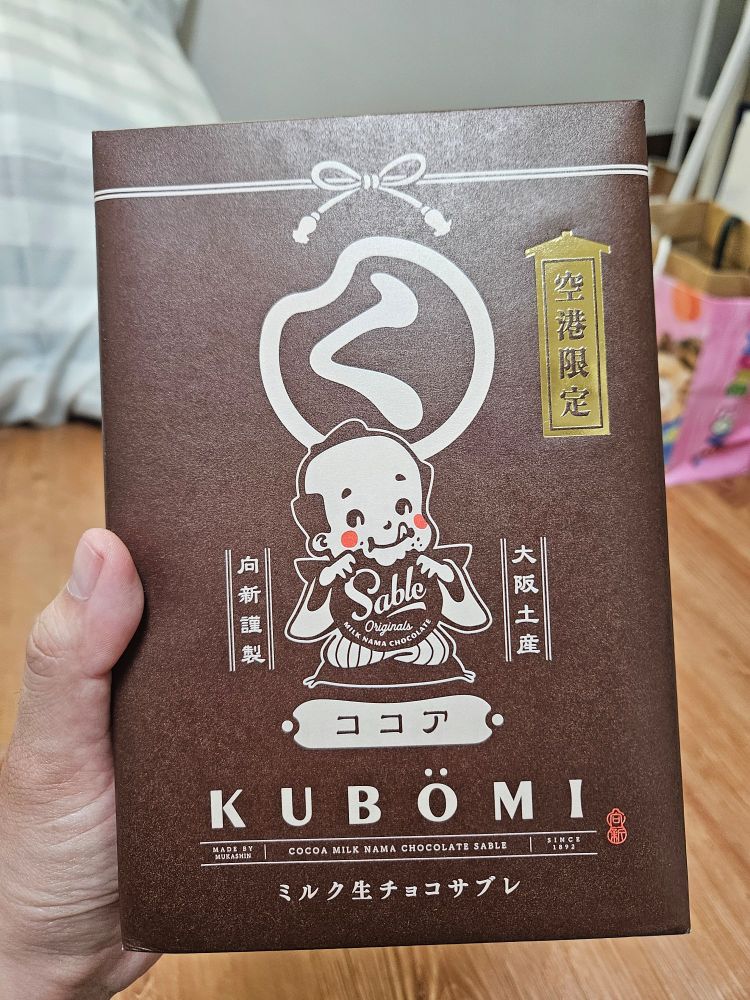 く
空港限定
向新謹製
大阪土産
Sable
Originals
MILK NAMA CHOCOLATE
ココア
KUBÖMI
向新
MADE BY
MUKASHIN
COCOA MILK NAMA CHOCOLATE SABLE
SINCE
1892
ミルク生チョコサブレ